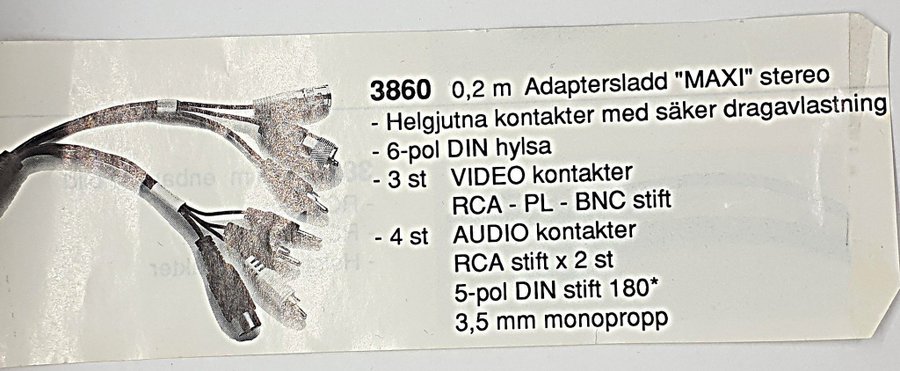 3860 0,2 m Adaptersladd "MAXI" stereo
- Helgjutna kontakter med säker dragavlastning
- 6-pol DIN hylsa
- 3 st VIDEO kontakter
RCA - PL - BNC stift
- 4 st AUDIO kontakter
RCA stift x 2 st
5-pol DIN stift 180*
3,5 mm monopropp